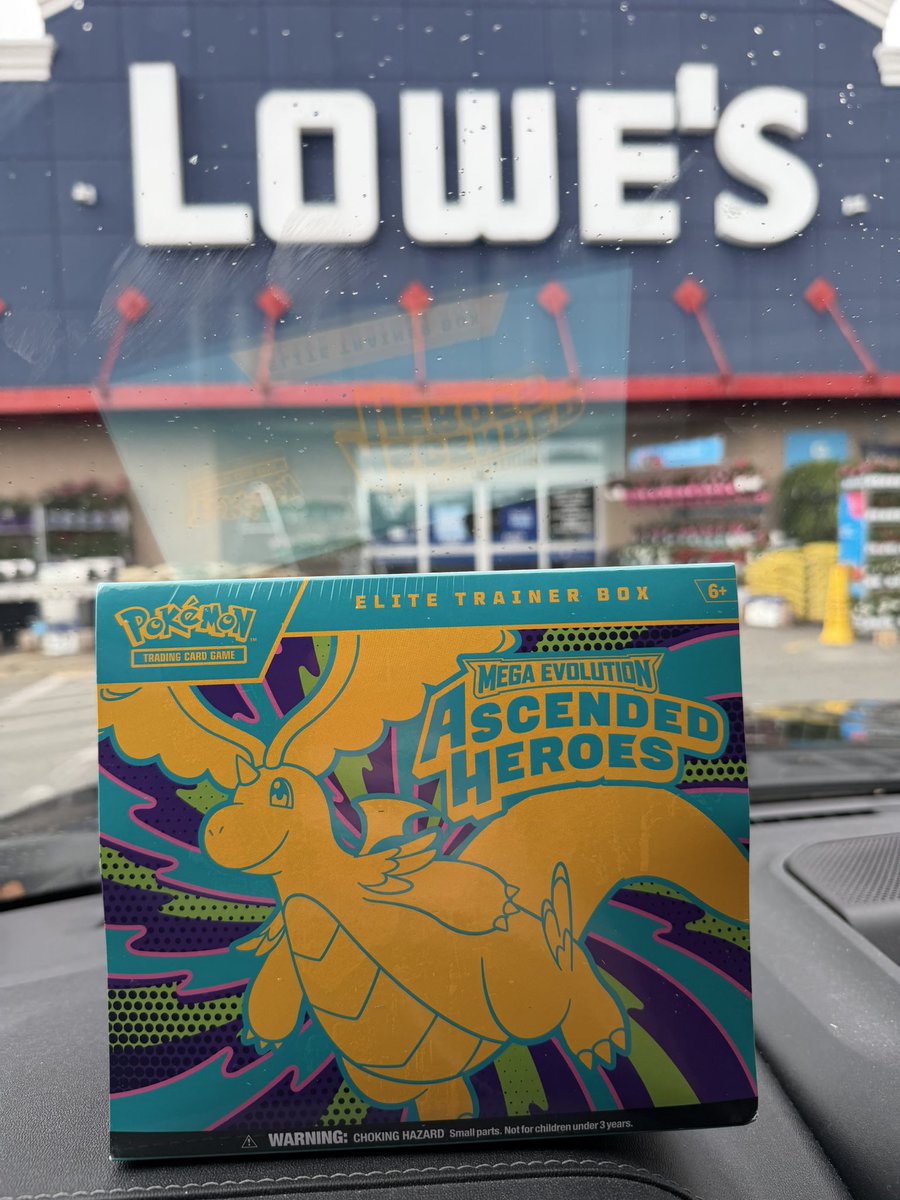 LOWE'S
ELITE TRAINER BOX
6+
POKéMON™
TRADING CARD GAME
MEGA EVOLUTION
ASCENDED
HEROES
⚠ WARNING: CHOKING HAZARD Small parts. Not for children under 3 years.